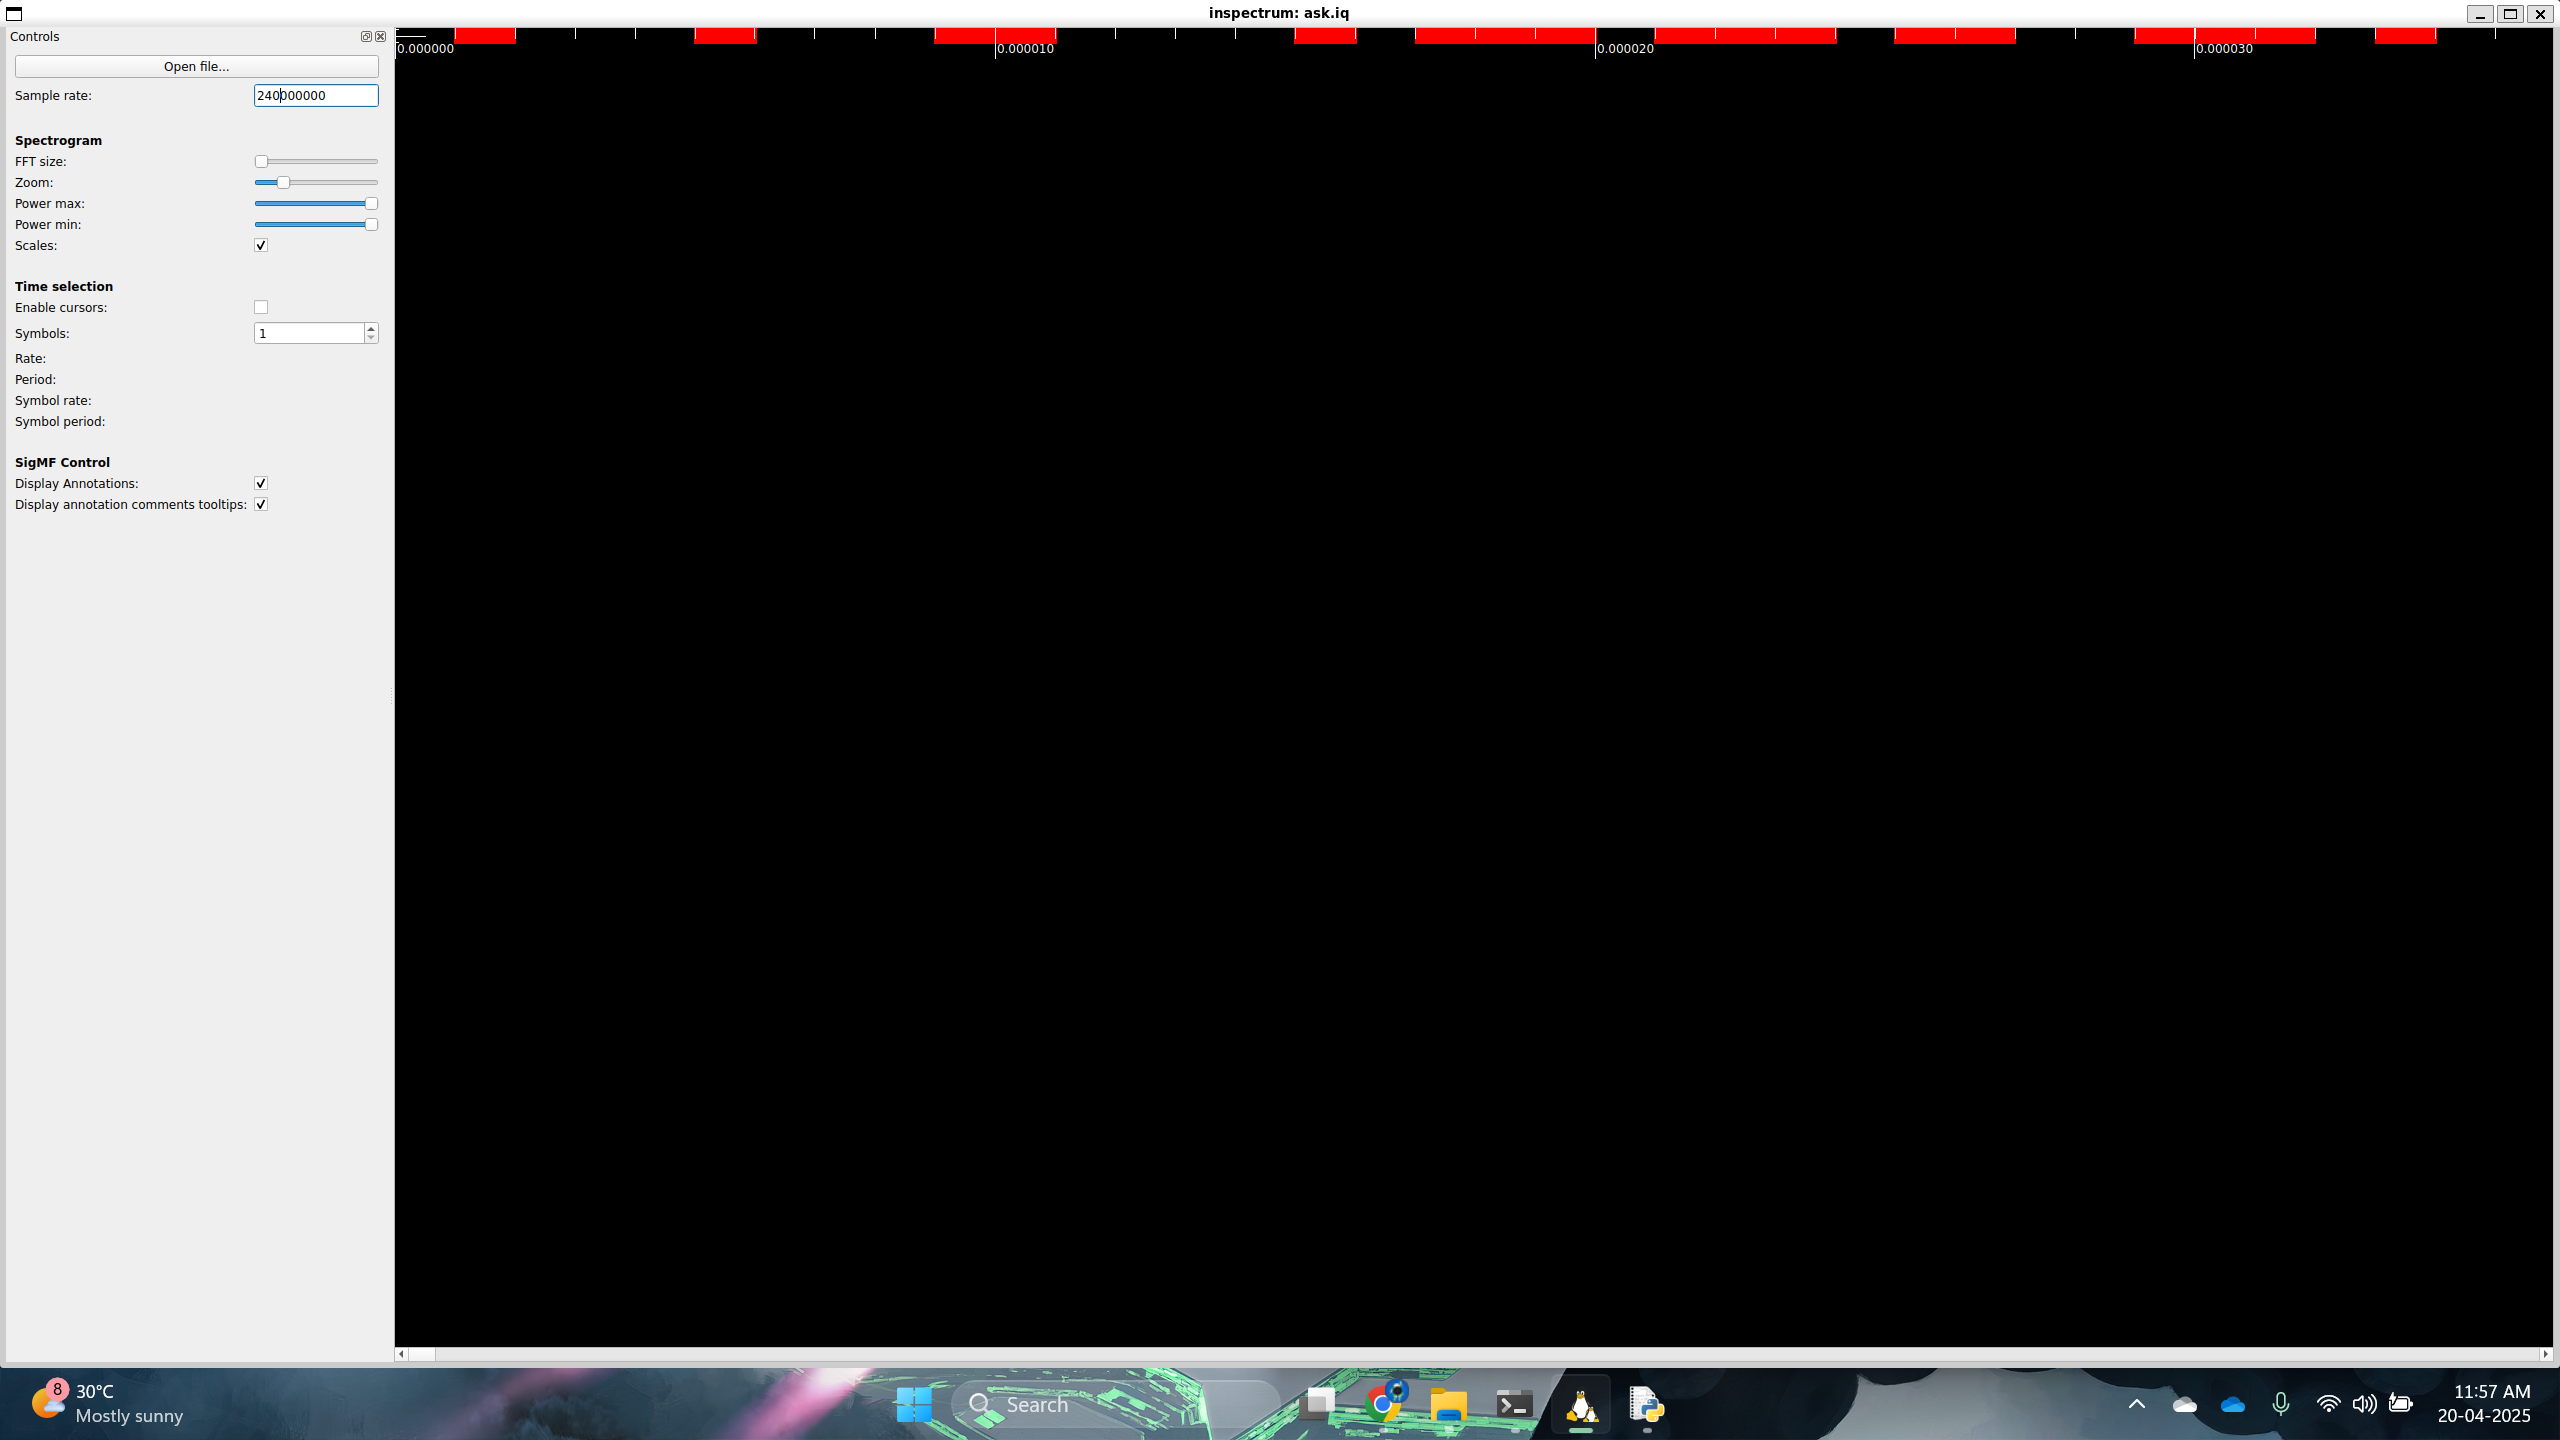 inspectrum: ask.iq
Controls
Open file...
Sample rate: 240000000
Spectrogram
FFT size:
Zoom:
Power max:
Power min:
Scales:
Time selection
Enable cursors:
Symbols: 1
Rate:
Period:
Symbol rate:
Symbol period:
SigMF Control
Display Annotations:
Display annotation comments tooltips:
0.000000 0.000010 0.000020 0.000030
8
30°C
Mostly sunny
Search
11:57 AM
20-04-2025